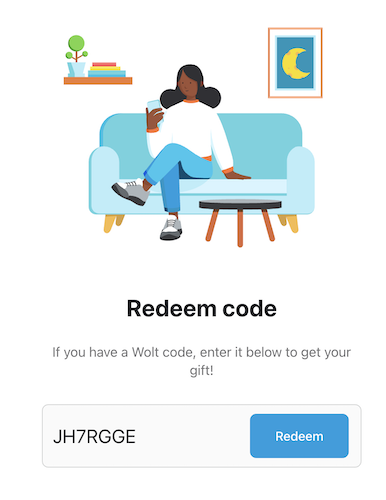 Redeem code
If you have a Wolt code, enter it below to get your
gift!
JH7RGGE
Redeem